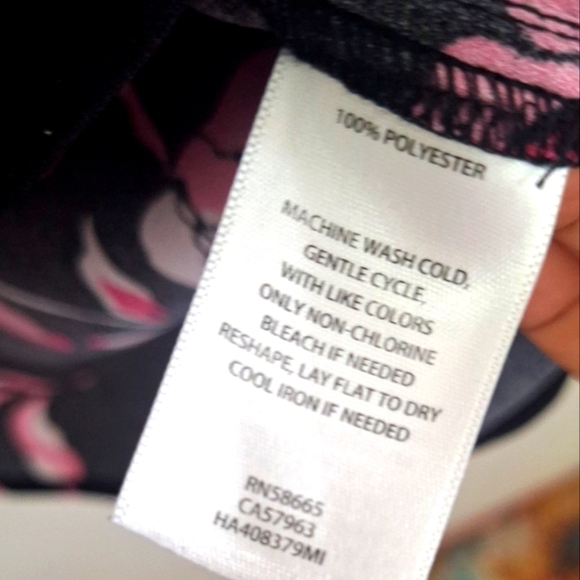 100% POLYESTER
MACHINE WASH COLD,
GENTLE CYCLE,
WITH LIKE COLORS
ONLY NON-CHLORINE
BLEACH IF NEEDED
RESHAPE, LAY FLAT TO DRY
COOL IRON IF NEEDED
RN58665
CA57963
HA408379MI